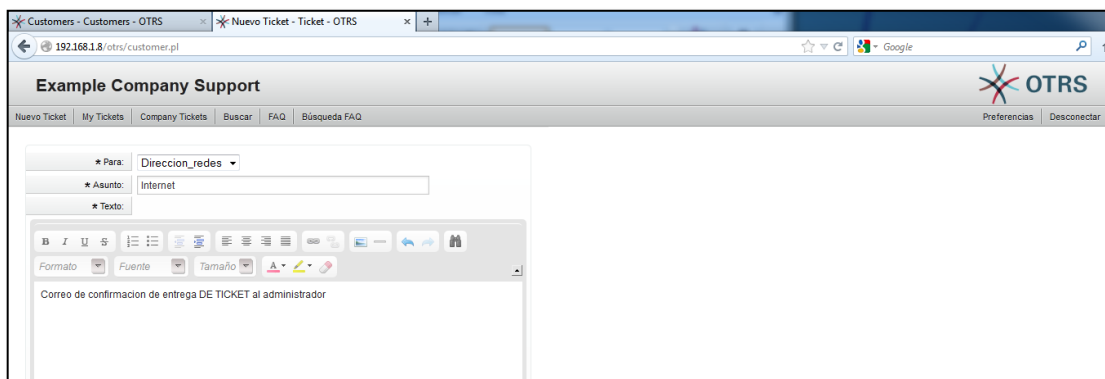 Customers - Customers - OTRS × Nuevo Ticket - Ticket - OTRS × +
192.168.1.8/otrs/customer.pl Google
Example Company Support OTRS
Nuevo Ticket My Tickets Company Tickets Buscar FAQ Búsqueda FAQ Preferencias Desconectar
* Para: Direccion_redes
* Asunto: Internet
* Texto:
B I U S
Formato Fuente Tamaño A
Correo de confirmacion de entrega DE TICKET al administrador